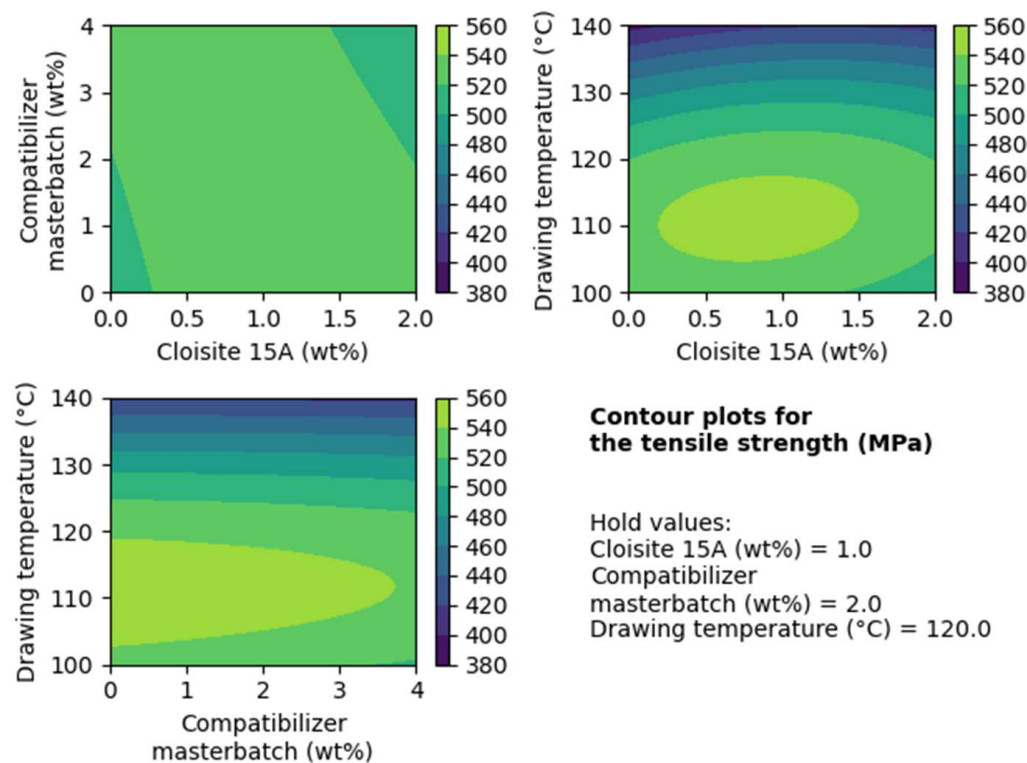 4
3
2
1
0
Compatibilizer
masterbatch (wt%)
0.0 0.5 1.0 1.5 2.0
Cloisite 15A (wt%)
560
540
520
500
480
460
440
420
400
380
140
130
120
110
100
Drawing temperature (°C)
0.0 0.5 1.0 1.5 2.0
Cloisite 15A (wt%)
560
540
520
500
480
460
440
420
400
380
140
130
120
110
100
Drawing temperature (°C)
0 1 2 3 4
Compatibilizer
masterbatch (wt%)
560
540
520
500
480
460
440
420
400
380
Contour plots for
the tensile strength (MPa)
Hold values:
Cloisite 15A (wt%) = 1.0
Compatibilizer
masterbatch (wt%) = 2.0
Drawing temperature (°C) = 120.0